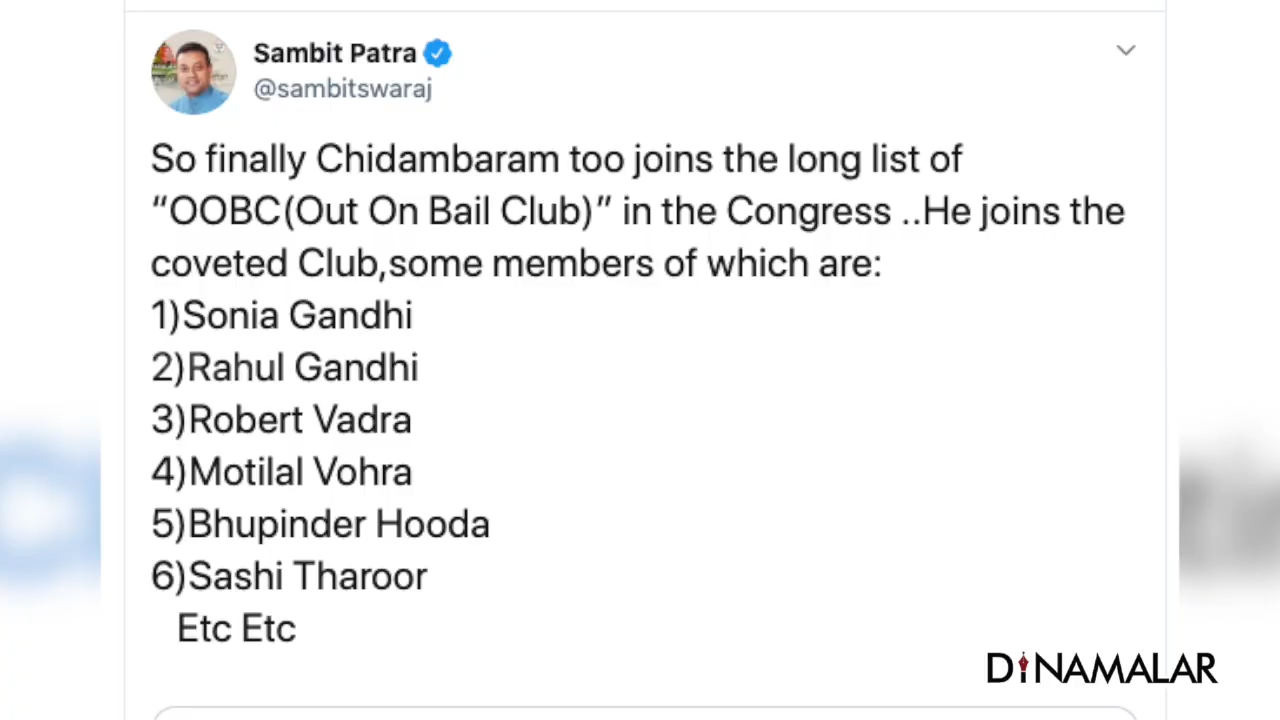 Sambit Patra
@sambitswaraj
So finally Chidambaram too joins the long list of
“OOBC(Out On Bail Club)” in the Congress ..He joins the
coveted Club,some members of which are:
1)Sonia Gandhi
2)Rahul Gandhi
3)Robert Vadra
4)Motilal Vohra
5)Bhupinder Hooda
6)Sashi Tharoor
Etc Etc
DINAMALAR